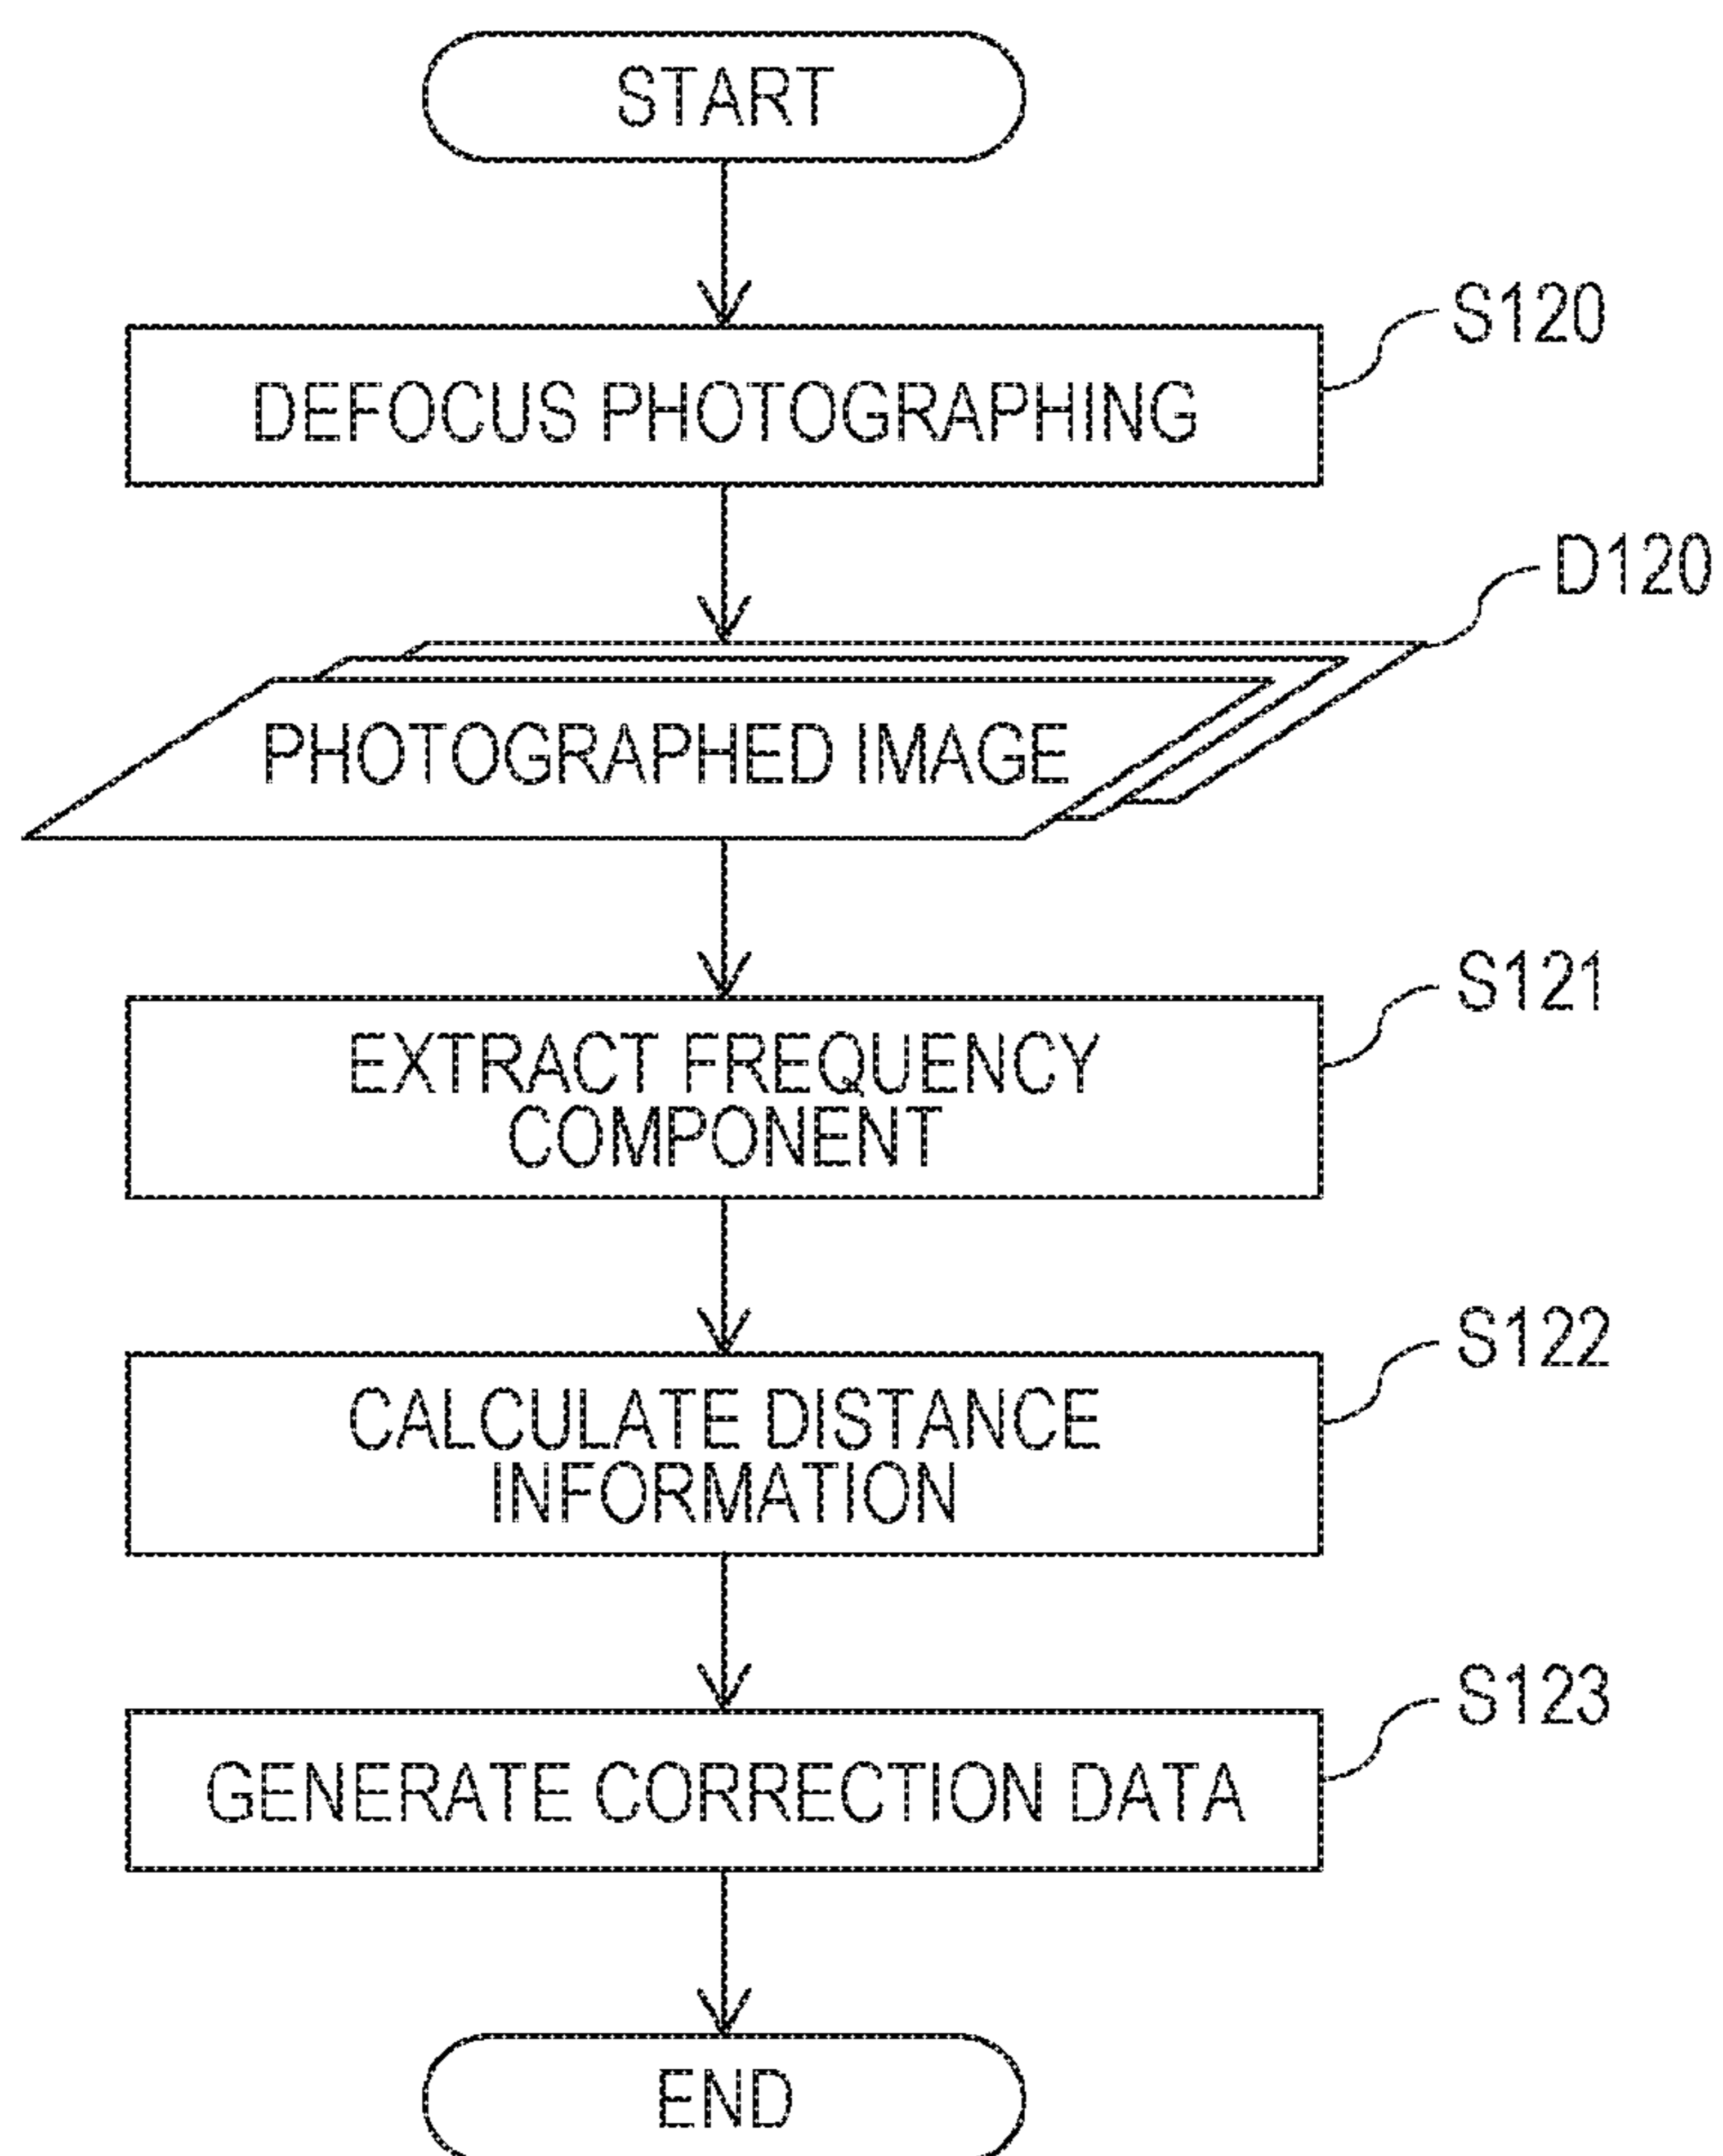 START
S120
DEFOCUS PHOTOGRAPHING
D120
PHOTOGRAPHED IMAGE
S121
EXTRACT FREQUENCY
COMPONENT
S122
CALCULATE DISTANCE
INFORMATION
S123
GENERATE CORRECTION DATA
END